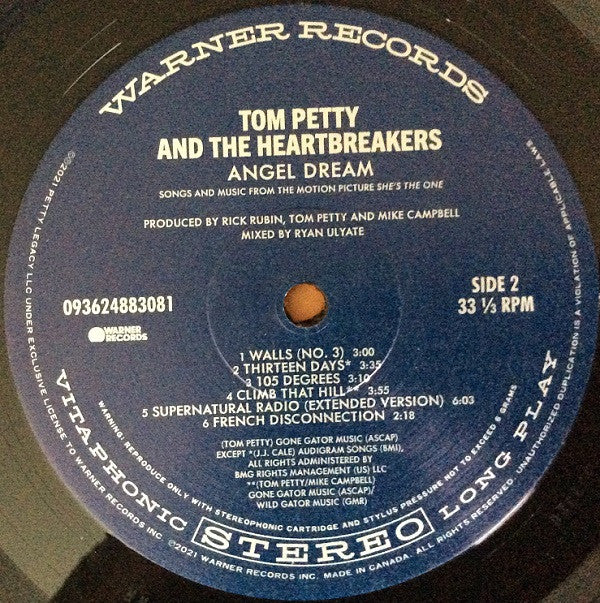 WARNER RECORDS
TOM PETTY
AND THE HEARTBREAKERS
ANGEL DREAM
SONGS AND MUSIC FROM THE MOTION PICTURE SHE'S THE ONE
PRODUCED BY RICK RUBIN, TOM PETTY AND MIKE CAMPBELL
MIXED BY RYAN ULYATE
093624883081
WARNER
RECORDS
SIDE 2
33 ⅓ RPM
1 WALLS (NO. 3) 3:00
2 THIRTEEN DAYS* 3:35
3 105 DEGREES 3:10
4 CLIMB THAT HILL** 3:55
5 SUPERNATURAL RADIO (EXTENDED VERSION) 6:03
6 FRENCH DISCONNECTION 2:18
(TOM PETTY) GONE GATOR MUSIC (ASCAP)
EXCEPT *(J.J. CALE) AUDIGRAM SONGS (BMI),
ALL RIGHTS ADMINISTERED BY
BMG RIGHTS MANAGEMENT (US) LLC
**(TOM PETTY/MIKE CAMPBELL)
GONE GATOR MUSIC (ASCAP)/
WILD GATOR MUSIC (GMR)
WARNING: REPRODUCE ONLY WITH STEREOPHONIC CARTRIDGE AND STYLUS PRESSURE NOT TO EXCEED 8 GRAMS
VITAPHONIC STEREO LONG PLAY
℗2021 PETTY LEGACY LLC UNDER EXCLUSIVE LICENSE TO WARNER RECORDS INC. ©2021 WARNER RECORDS INC. MADE IN CANADA. ALL RIGHTS RESERVED. UNAUTHORIZED DUPLICATION IS A VIOLATION OF APPLICABLE LAWS